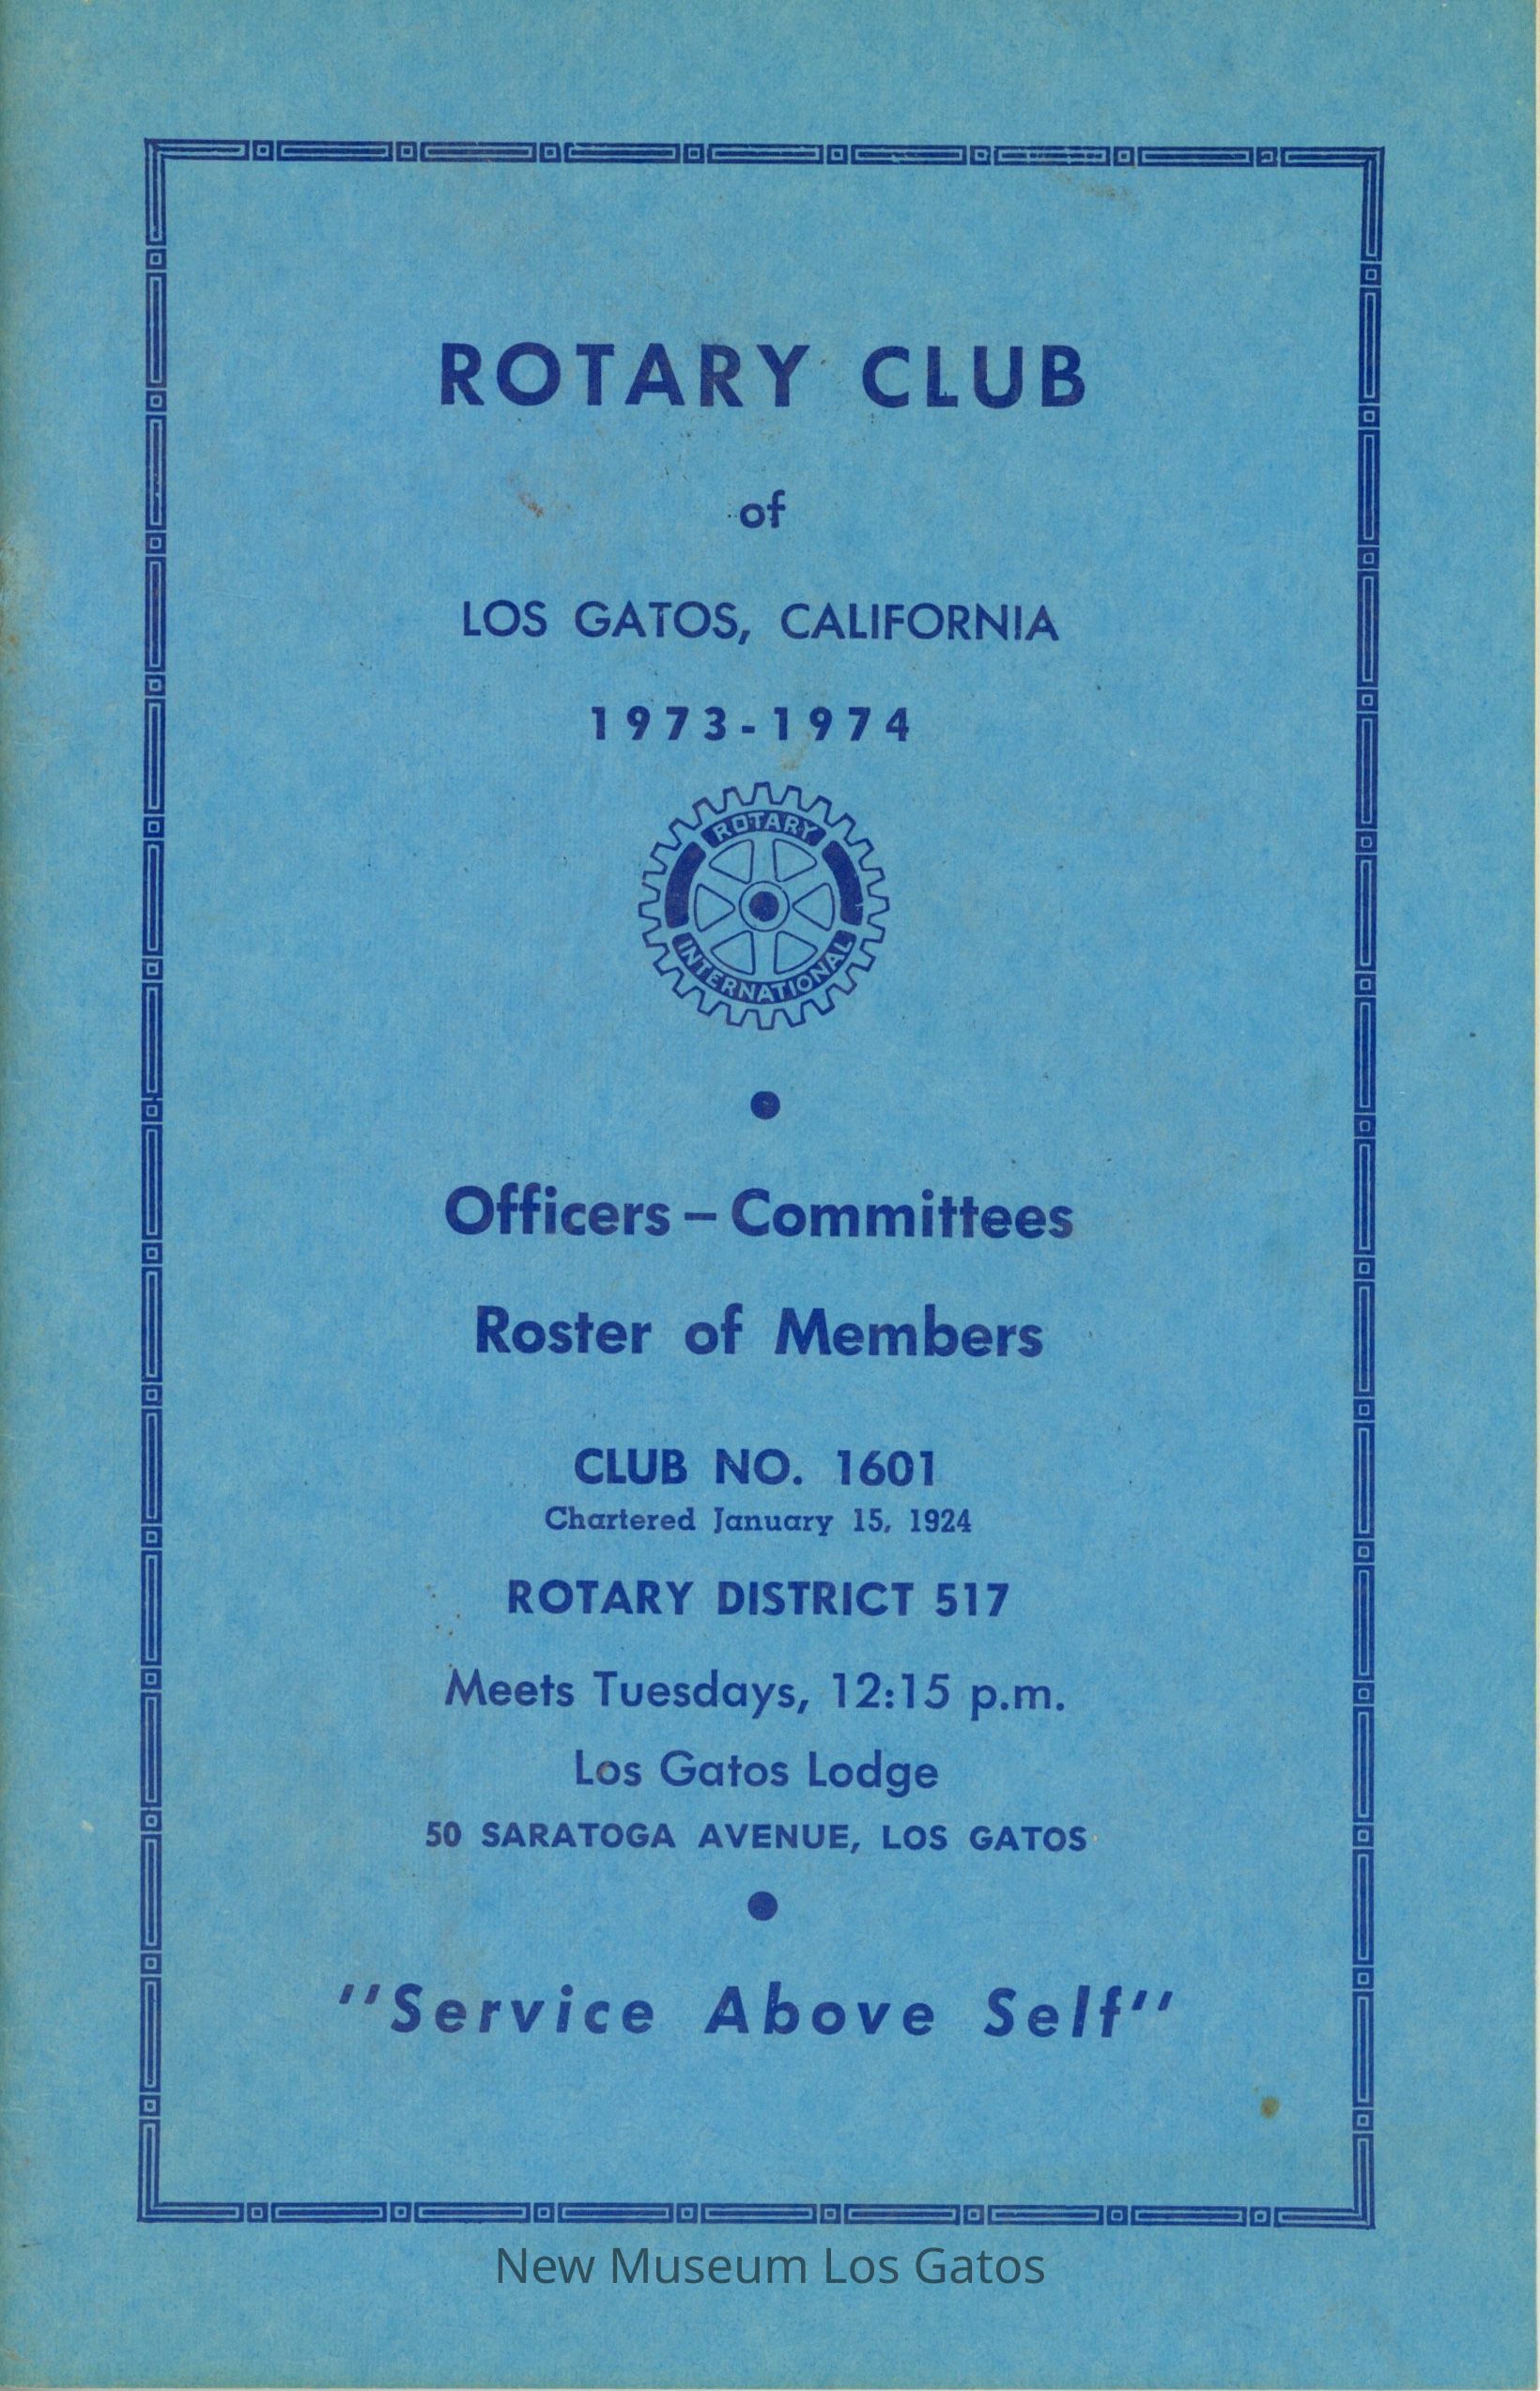 ROTARY CLUB
of
LOS GATOS, CALIFORNIA
1973-1974
ROTARY
INTERNATIONAL
Officers – Committees
Roster of Members
CLUB NO. 1601
Chartered January 15, 1924
ROTARY DISTRICT 517
Meets Tuesdays, 12:15 p.m.
Los Gatos Lodge
50 SARATOGA AVENUE, LOS GATOS
"Service Above Self"
New Museum Los Gatos